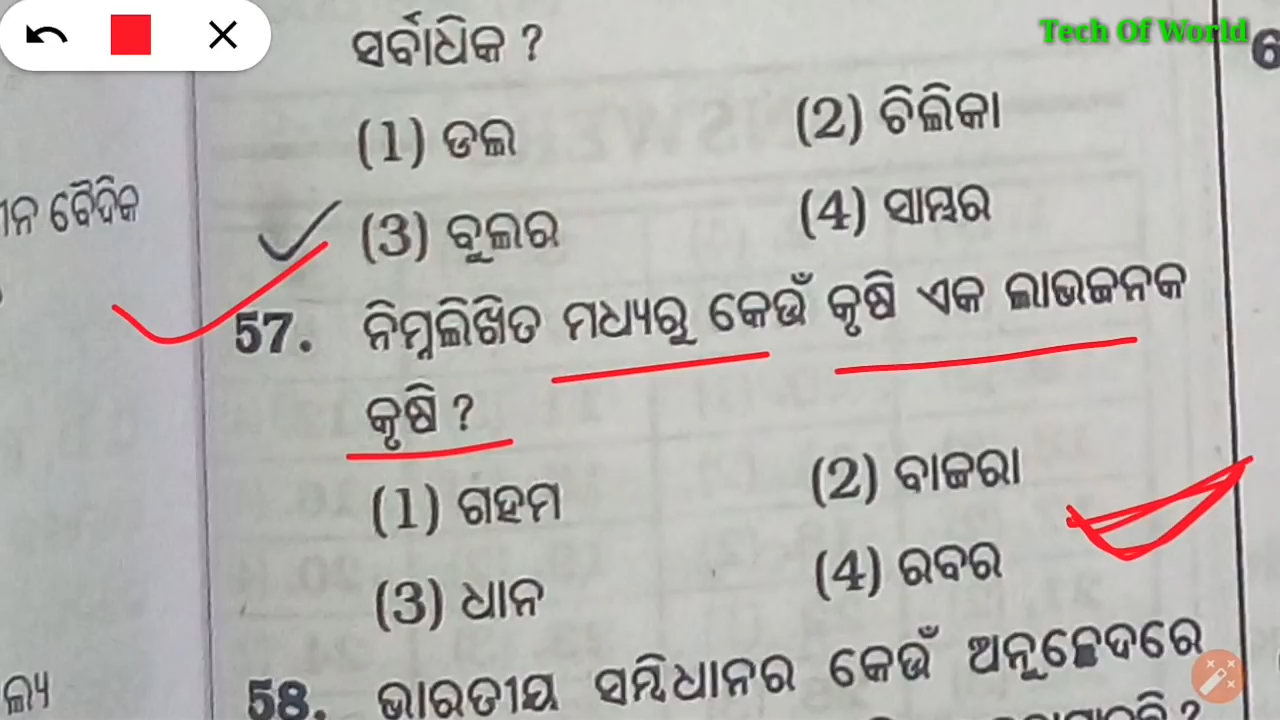 Tech Of World
ସର୍ବାଧିକ ?
(1) ଡଲ (2) ଚିଲିକା
(3) ବୁଲର (4) ସାମ୍ଭର
ବୈଦିକ
57. ନିମ୍ନଲିଖିତ ମଧ୍ୟରୁ କେଉଁ କୃଷି ଏକ ଲାଭଜନକ
କୃଷି ?
(1) ଗହମ (2) ବାଜରା
(3) ଧାନ (4) ରବର
58. ଭାରତୀୟ ସମ୍ବିଧାନର କେଉଁ ଅନୁଚ୍ଛେଦରେ